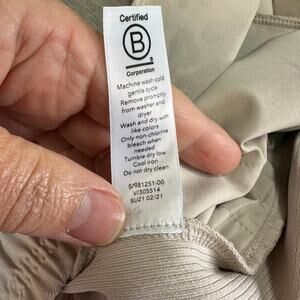 Certified
B
®
Corporation
Machine wash cold
gentle cycle
Remove promptly
from washer and
dryer
Wash and dry with
like colors
Only non-chlorine
bleach when
needed
Tumble dry low
Cool iron
Do not dry clean
S/981251-00
V/305514
SU21 02/21